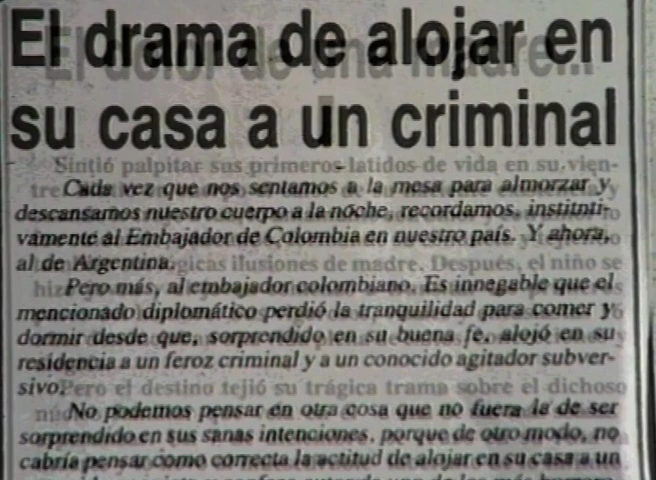 El drama de alojar en
su casa a un criminal
El dolor de una madre...
Sintió palpitar sus primeros latidos de vida en su vien-
tre
Cada vez que nos sentamos a la mesa para almorzar y
descansamos nuestro cuerpo a la noche, recordamos, institnti-
vamente al Embajador de Colombia en nuestro país. Y ahora,
al de Argentina.
ilusiones de madre. Después, el niño se
hiz
Pero más, al embajador colombiano. Es innegable que el
mencionado diplomático perdió la tranquilidad para comer y
dormir desde que, sorprendido en su buena fe, alojó en su
residencia a un feroz criminal y a un conocido agitador subver-
sivo.
Pero el destino tejió su trágica trama sobre el dichoso
No podemos pensar en otra cosa que no fuera la de ser
sorprendido en sus sanas intenciones, porque de otro modo, no
cabría pensar como correcta la actitud de alojar en su casa a un